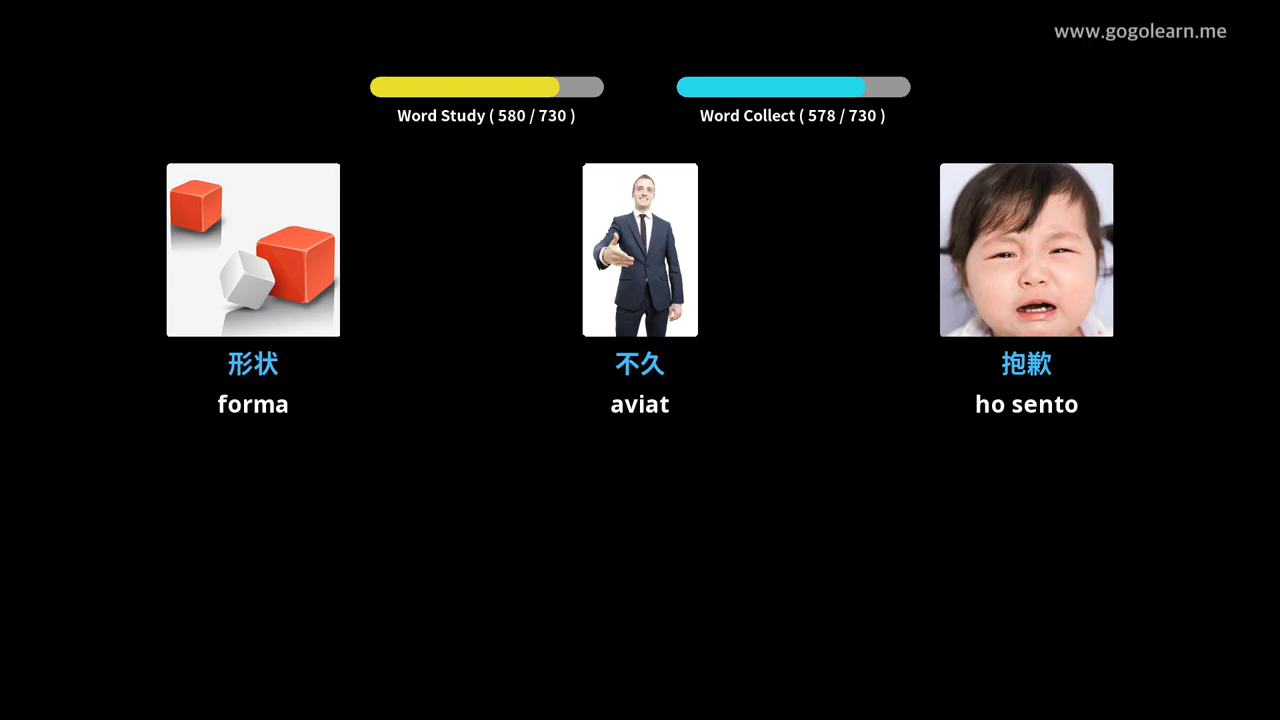 www.gogolearn.me
Word Study ( 580 / 730 )
Word Collect ( 578 / 730 )
形状
不久
抱歉
forma
aviat
ho sento